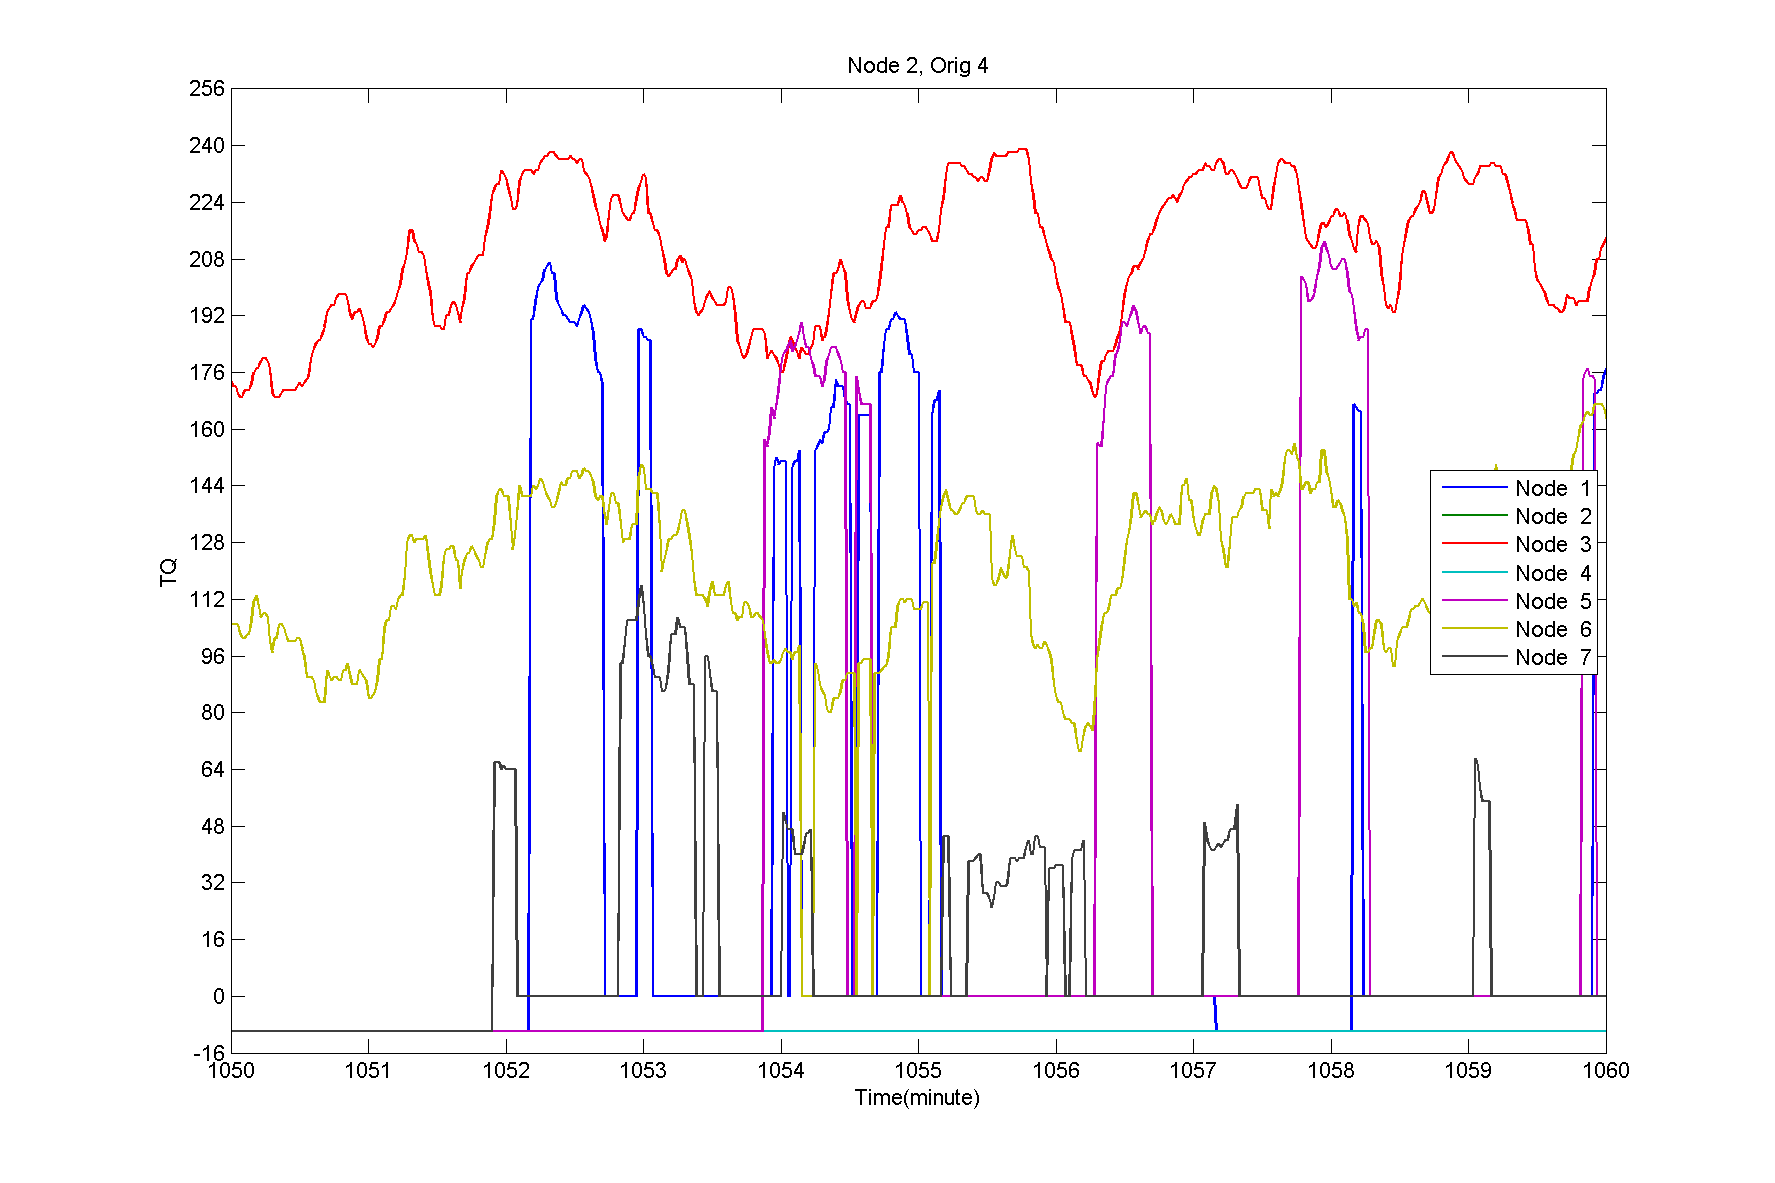 Node 2, Orig 4
256
240
224
208
192
176
160
144
128
112
96
80
64
48
32
16
0
-16
TQ
1050 1051 1052 1053 1054 1055 1056 1057 1058 1059 1060
Time(minute)
Node 1
Node 2
Node 3
Node 4
Node 5
Node 6
Node 7